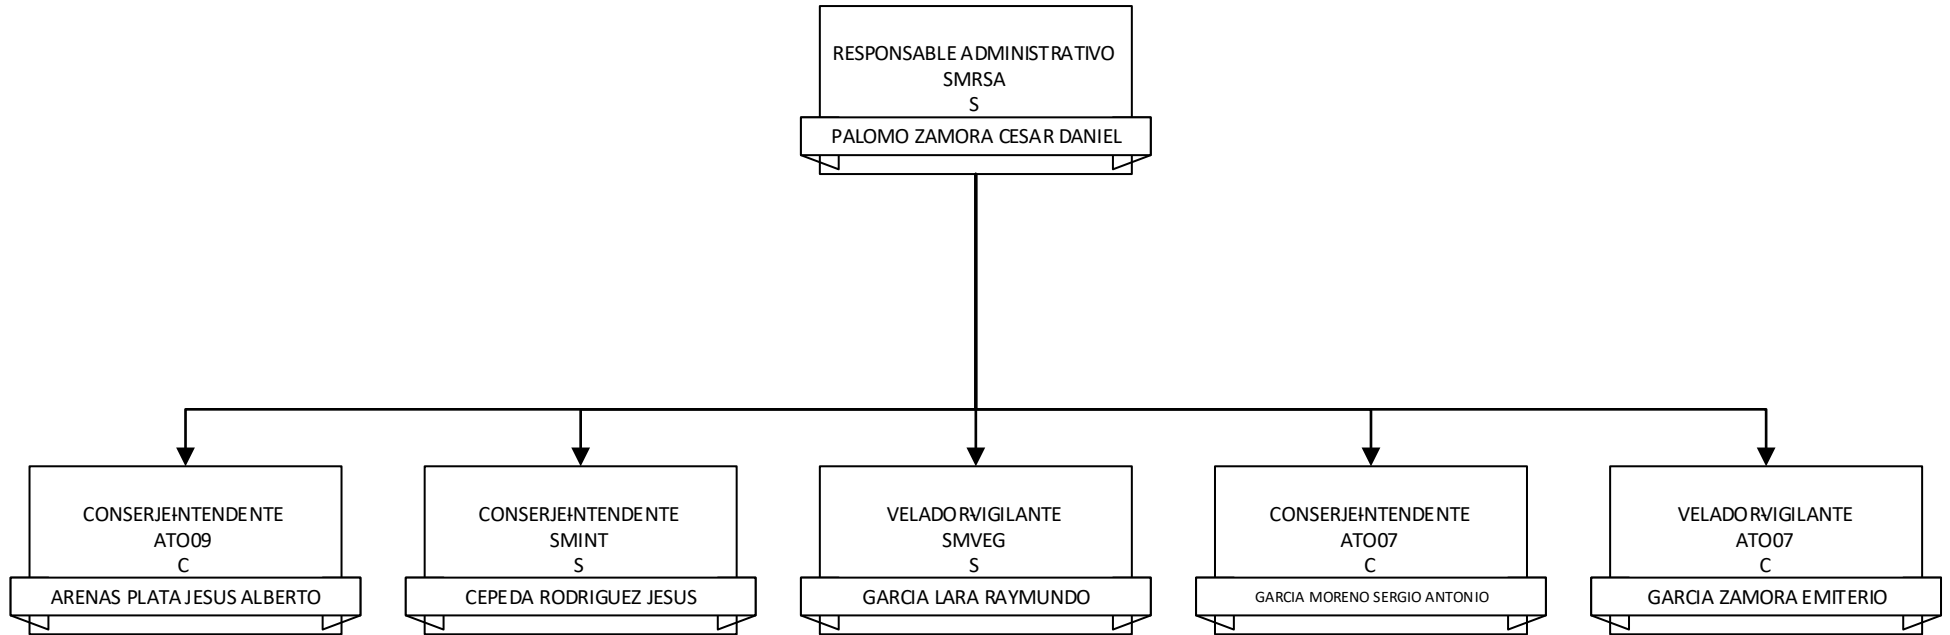 RESPONSABLE ADMINISTRATIVO
SMRSA
S
PALOMO ZAMORA CESAR DANIEL
CONSERJE-INTENDENTE
ATO09
C
ARENAS PLATA JESUS ALBERTO
CONSERJE-INTENDENTE
SMINT
S
CEPEDA RODRIGUEZ JESUS
VELADOR-VIGILANTE
SMVEG
S
GARCIA LARA RAYMUNDO
CONSERJE-INTENDENTE
ATO07
C
GARCIA MORENO SERGIO ANTONIO
VELADOR-VIGILANTE
ATO07
C
GARCIA ZAMORA EMITERIO